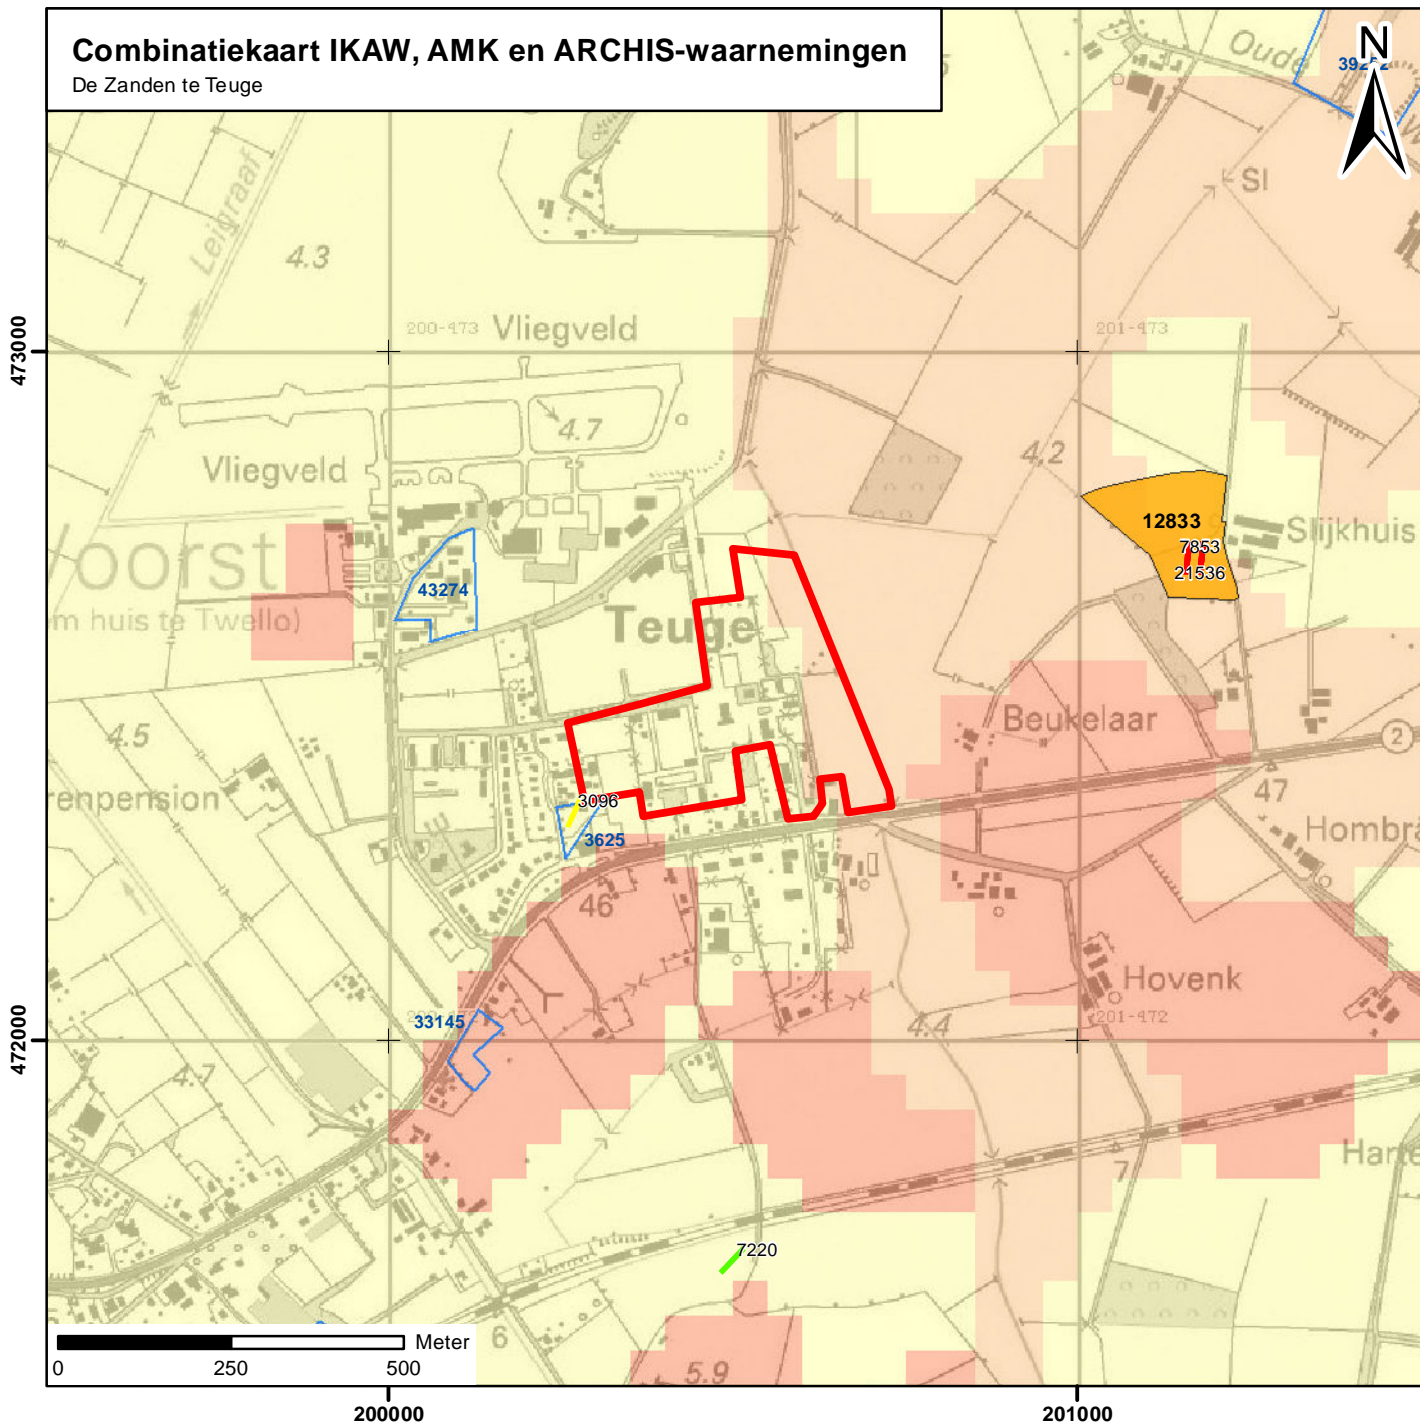 Combinatiekaart IKAW, AMK en ARCHIS-waarnemingen
De Zanden te Teuge
N
Oude
Leigraaf
SI
4.3
473000
200-473
Vliegveld
201-473
4.7
4.2
Vliegveld
12833
7853
21536
Slijkhuis
oorst
43274
m huis te Twello)
Teuge
4.5
Beukelaar
2
renpension
47
3096
3625
Hombr
46
Hovenk
33145
201-472
472000
4.4
4.7
7
Harte
7220
Meter
0
250
500
6
5.9
200000
201000